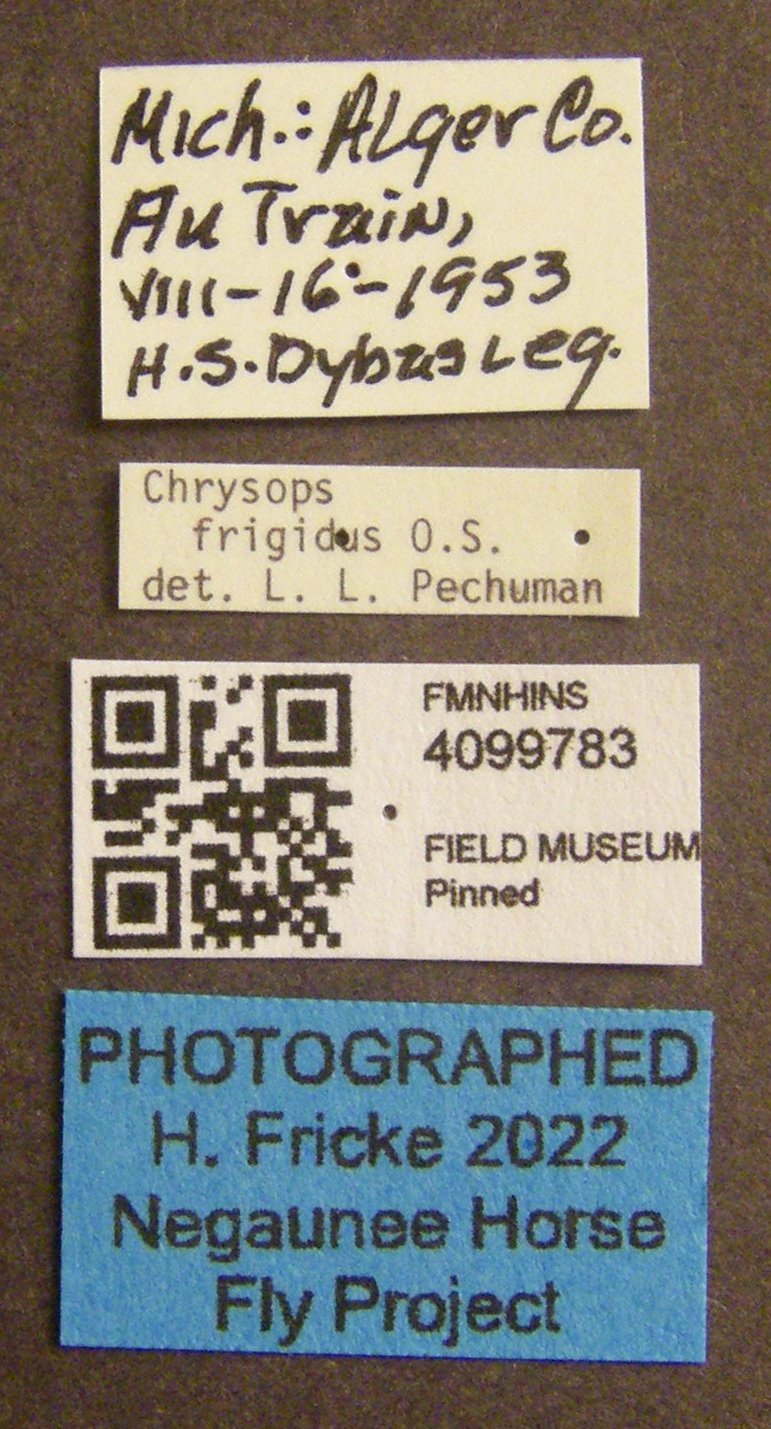 Mich.: Alger Co.
Au Train,
VIII-16-1953
H.S. Dybas Leg.
Chrysops
frigidus O.S.
det. L. L. Pechuman
FMNHINS
4099783
FIELD MUSEUM
Pinned
PHOTOGRAPHED
H. Fricke 2022
Negaunee Horse
Fly Project